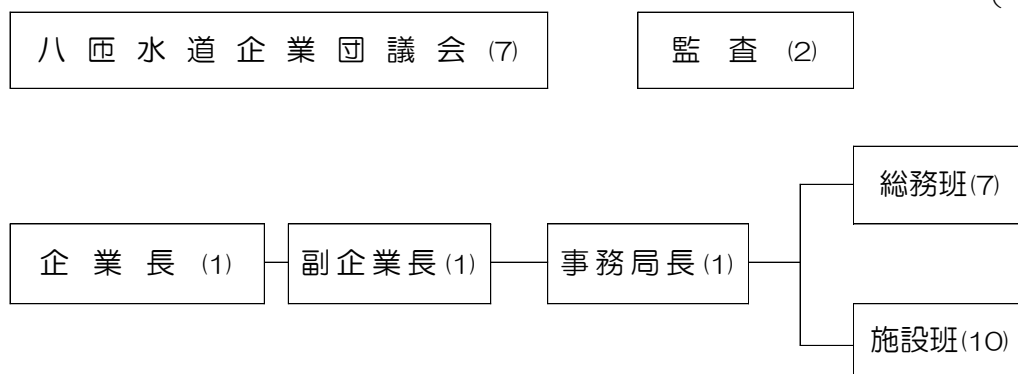 (
八匝水道企業団議会 (7)
監査 (2)
総務班(7)
企業長 (1)
副企業長(1)
事務局長(1)
施設班(10)